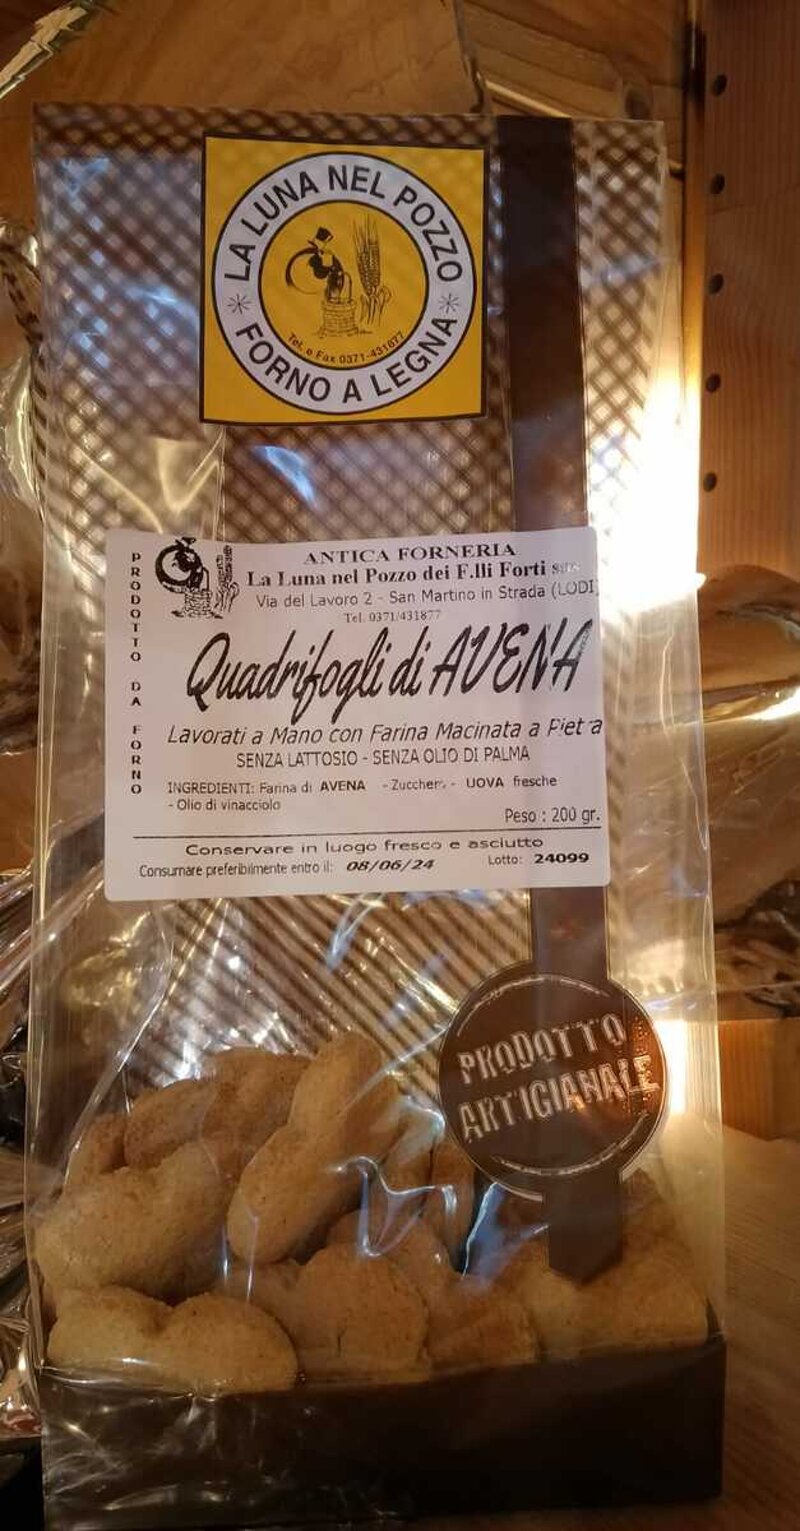 LA LUNA NEL POZZO
Tel. e Fax 0371-431877
FORNO A LEGNA
PRODOTTO DA FORNO
ANTICA FORNERIA
La Luna nel Pozzo dei F.lli Forti
Via del Lavoro 2 - San Martino in Strada (LODI)
Tel. 0371/431877
Quadrifogli di AVENA
Lavorati a Mano con Farina Macinata a Pietra
SENZA LATTOSIO - SENZA OLIO DI PALMA
INGREDIENTI: Farina di AVENA - Zucchero - UOVA fresche
- Olio di vinacciolo
Peso : 200 gr.
Conservare in luogo fresco e asciutto
Consumare preferibilmente entro il: 08/06/24 Lotto: 24099
PRODOTTO
ARTIGIANALE